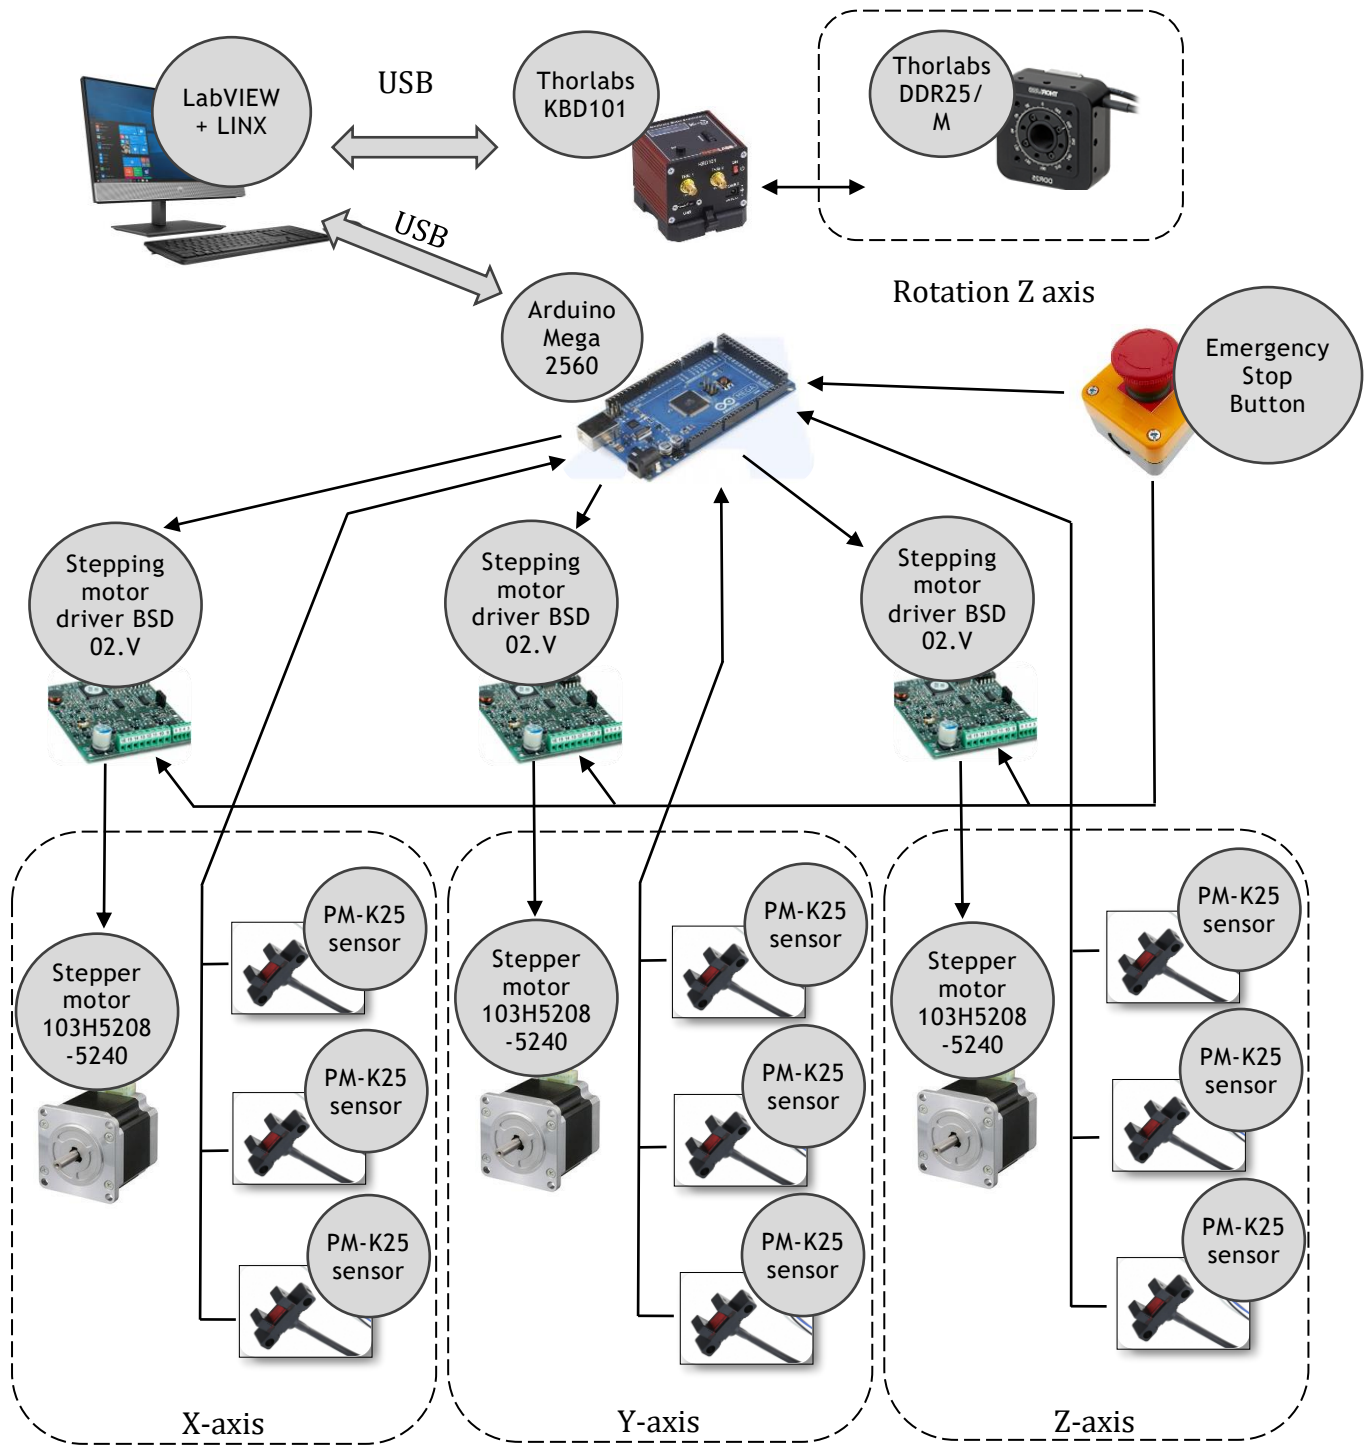 USB
LabVIEW
+ LINX
Thorlabs
KBD101
Thorlabs
DDR25/
M
KBD101
USB
Rotation Z axis
Arduino
Mega
2560
Emergency
Stop
Button
Stepping
motor
driver BSD
02.V
Stepping
motor
driver BSD
02.V
Stepping
motor
driver BSD
02.V
PM-K25
sensor
PM-K25
sensor
PM-K25
sensor
Stepper
motor
103H5208
-5240
Stepper
motor
103H5208
-5240
Stepper
motor
103H5208
-5240
PM-K25
sensor
PM-K25
sensor
PM-K25
sensor
PM-K25
sensor
PM-K25
sensor
PM-K25
sensor
X-axis
Y-axis
Z-axis